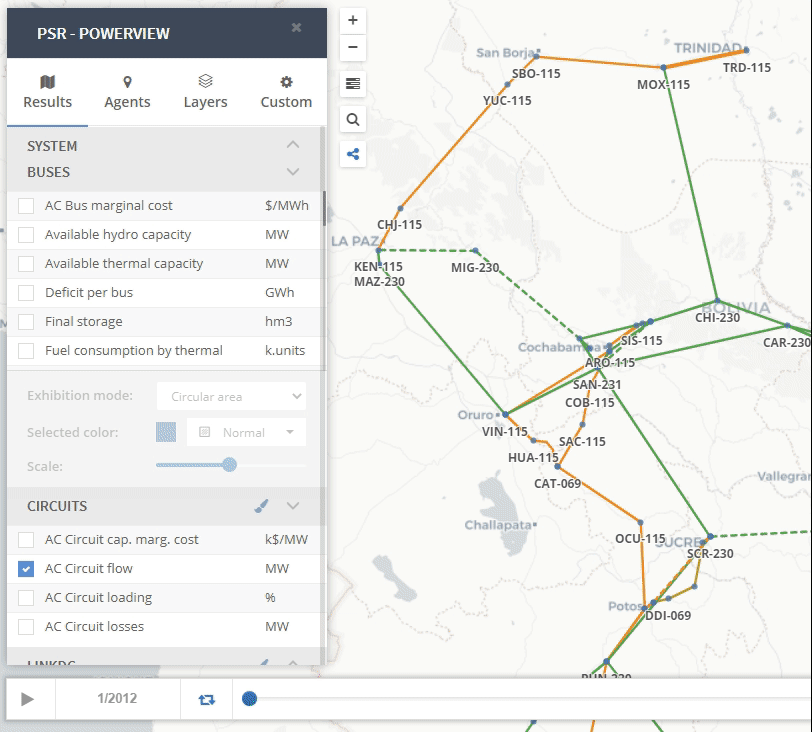 PSR - POWERVIEW
×
Results
Agents
Layers
Custom
SYSTEM
BUSES
AC Bus marginal cost $/MWh
Available hydro capacity MW
Available thermal capacity MW
Deficit per bus GWh
Final storage hm3
Fuel consumption by thermal k.units
Exhibition mode: Circular area
Selected color: Normal
Scale:
CIRCUITS
AC Circuit cap. marg. cost k$/MW
AC Circuit flow MW
AC Circuit loading %
AC Circuit losses MW
1/2012
+
−
San Borja
TRINIDAD
SBO-115
TRD-115
MOX-115
YUC-115
CHJ-115
LA PAZ
KEN-115
MIG-230
MAZ-230
BOLIVIA
CHI-230
SIS-115
CAR-230
Cochabamba
ARO-115
SAN-231
COB-115
Oruro
VIN-115
SAC-115
HUA-115
CAT-069
Vallegran
Challapata
OCU-115
SUCRE
SCR-230
Potos
DDI-069